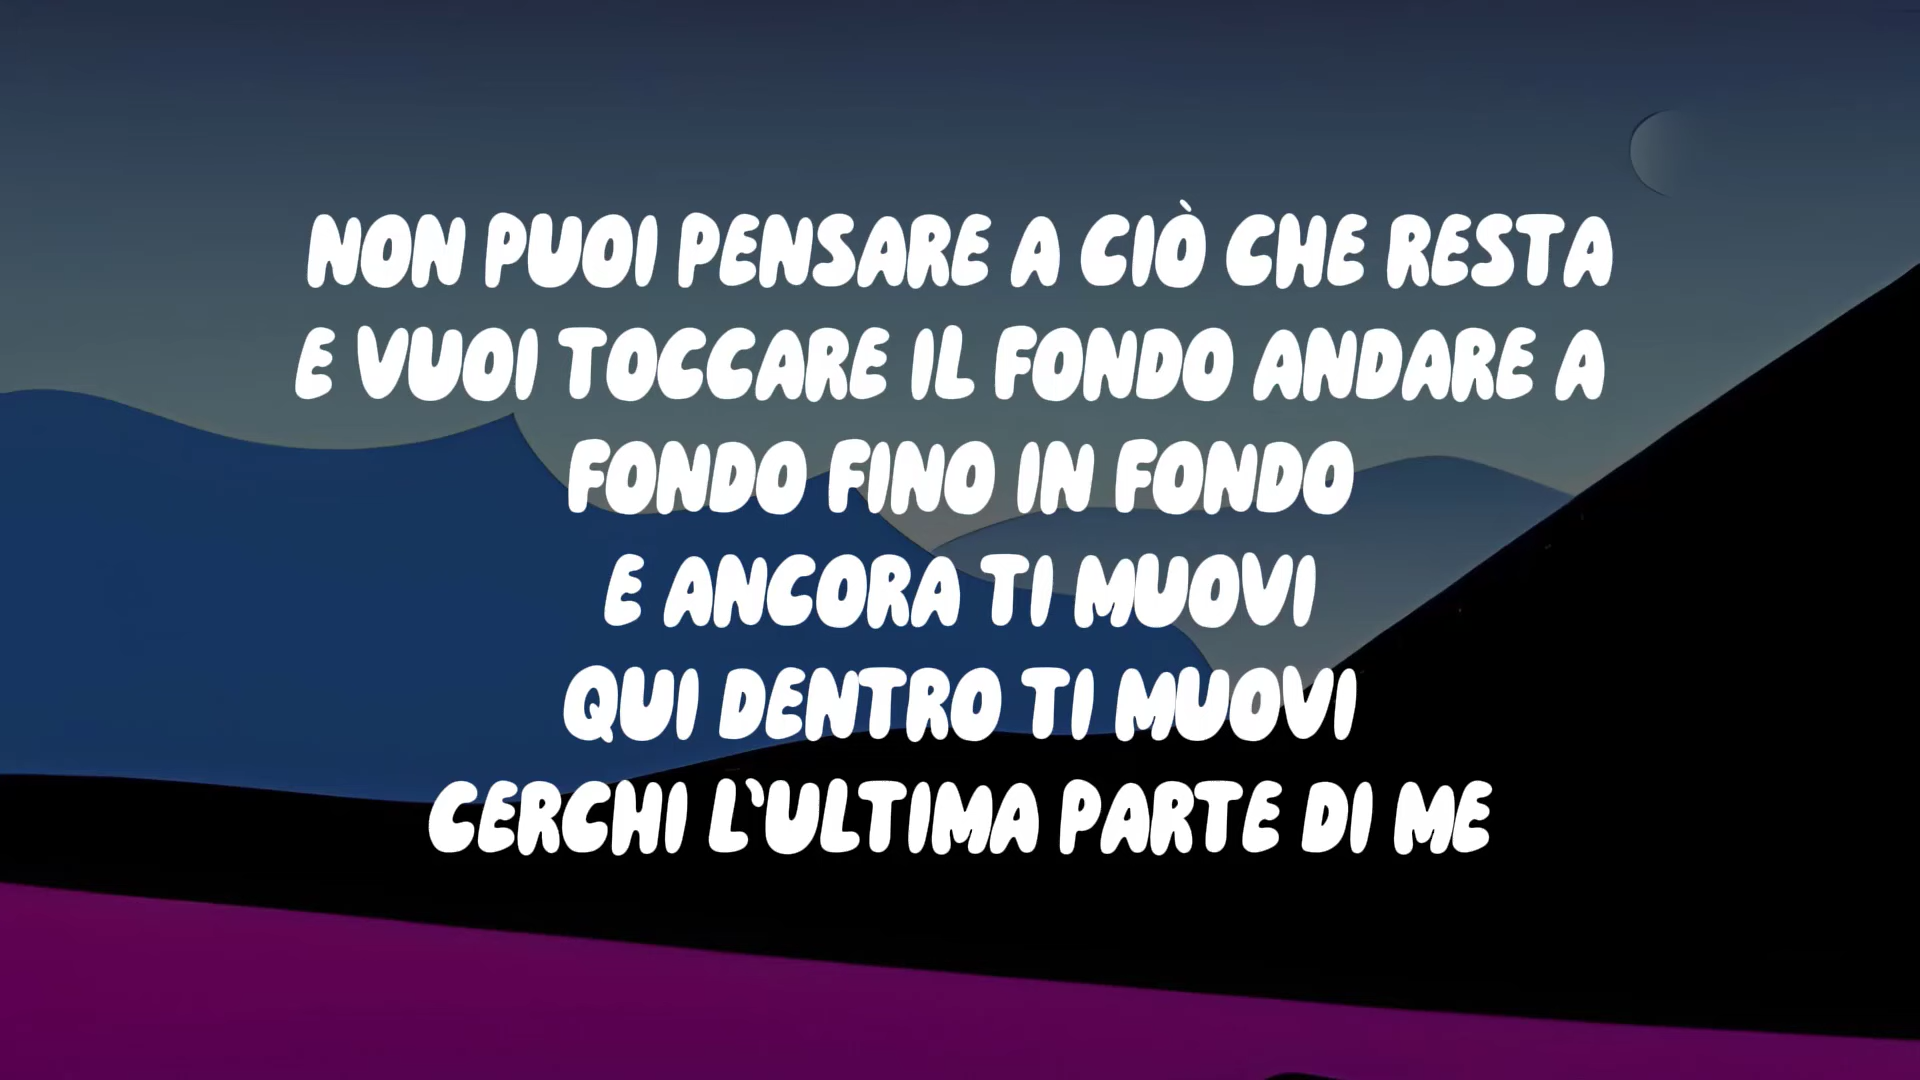 NON PUOI PENSARE A CIÒ CHE RESTA
E VUOI TOCCARE IL FONDO ANDARE A
FONDO FINO IN FONDO
E ANCORA TI MUOVI
QUI DENTRO TI MUOVI
CERCHI L'ULTIMA PARTE DI ME